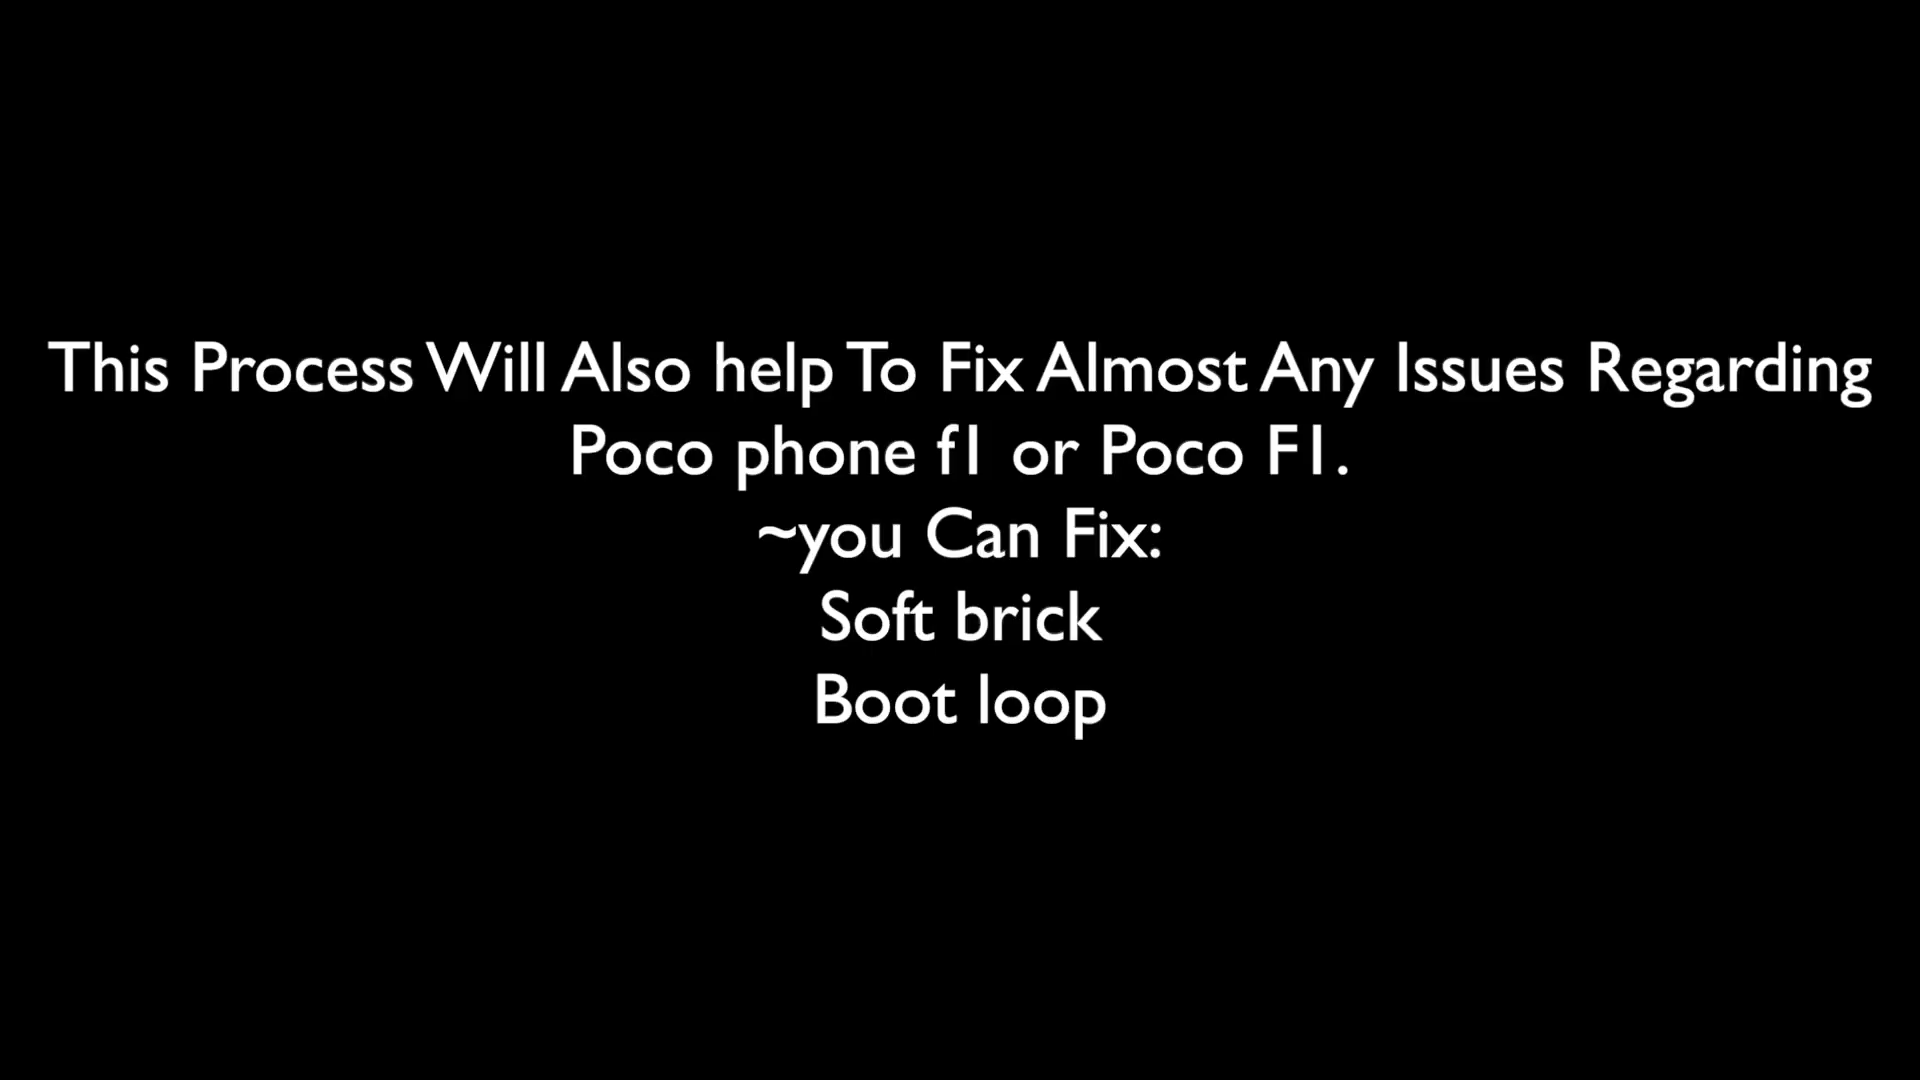 This Process Will Also help To Fix Almost Any Issues Regarding
Poco phone f1 or Poco F1.
~you Can Fix:
Soft brick
Boot loop